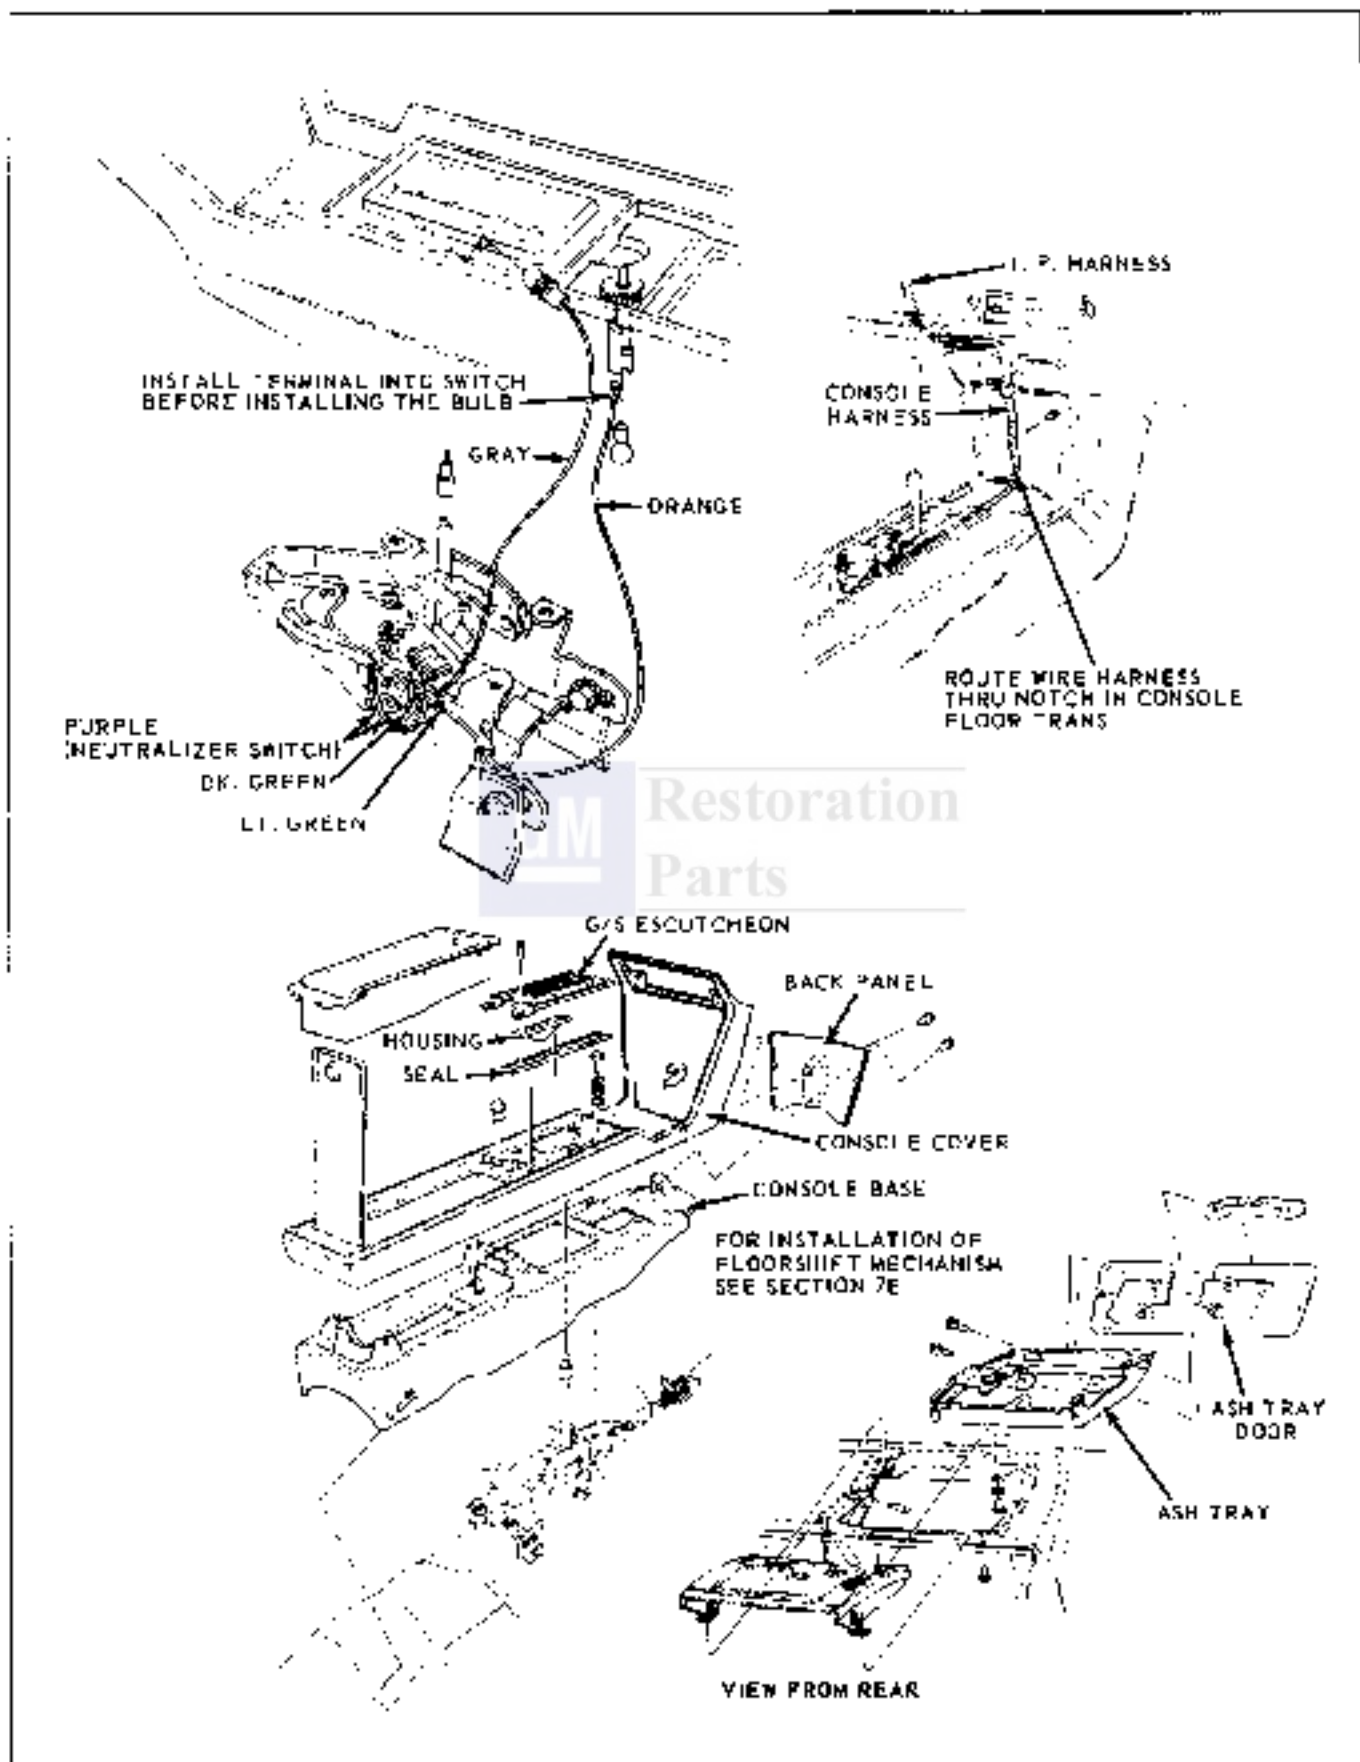 I. P. HARNESS
INSTALL TERMINAL INTO SWITCH
BEFORE INSTALLING THE BULB
CONSOLE
HARNESS
GRAY
ORANGE
ROUTE WIRE HARNESS
THRU NOTCH IN CONSOLE
FLOOR TRANS
PURPLE
(NEUTRALIZER SWITCH)
DK. GREEN
LT. GREEN
GM
Restoration
Parts
G/S ESCUTCHEON
BACK PANEL
HOUSING
SEAL
CONSOLE COVER
CONSOLE BASE
FOR INSTALLATION OF
FLOORSHIFT MECHANISM
SEE SECTION 7E
ASH TRAY
DOOR
ASH TRAY
VIEW FROM REAR